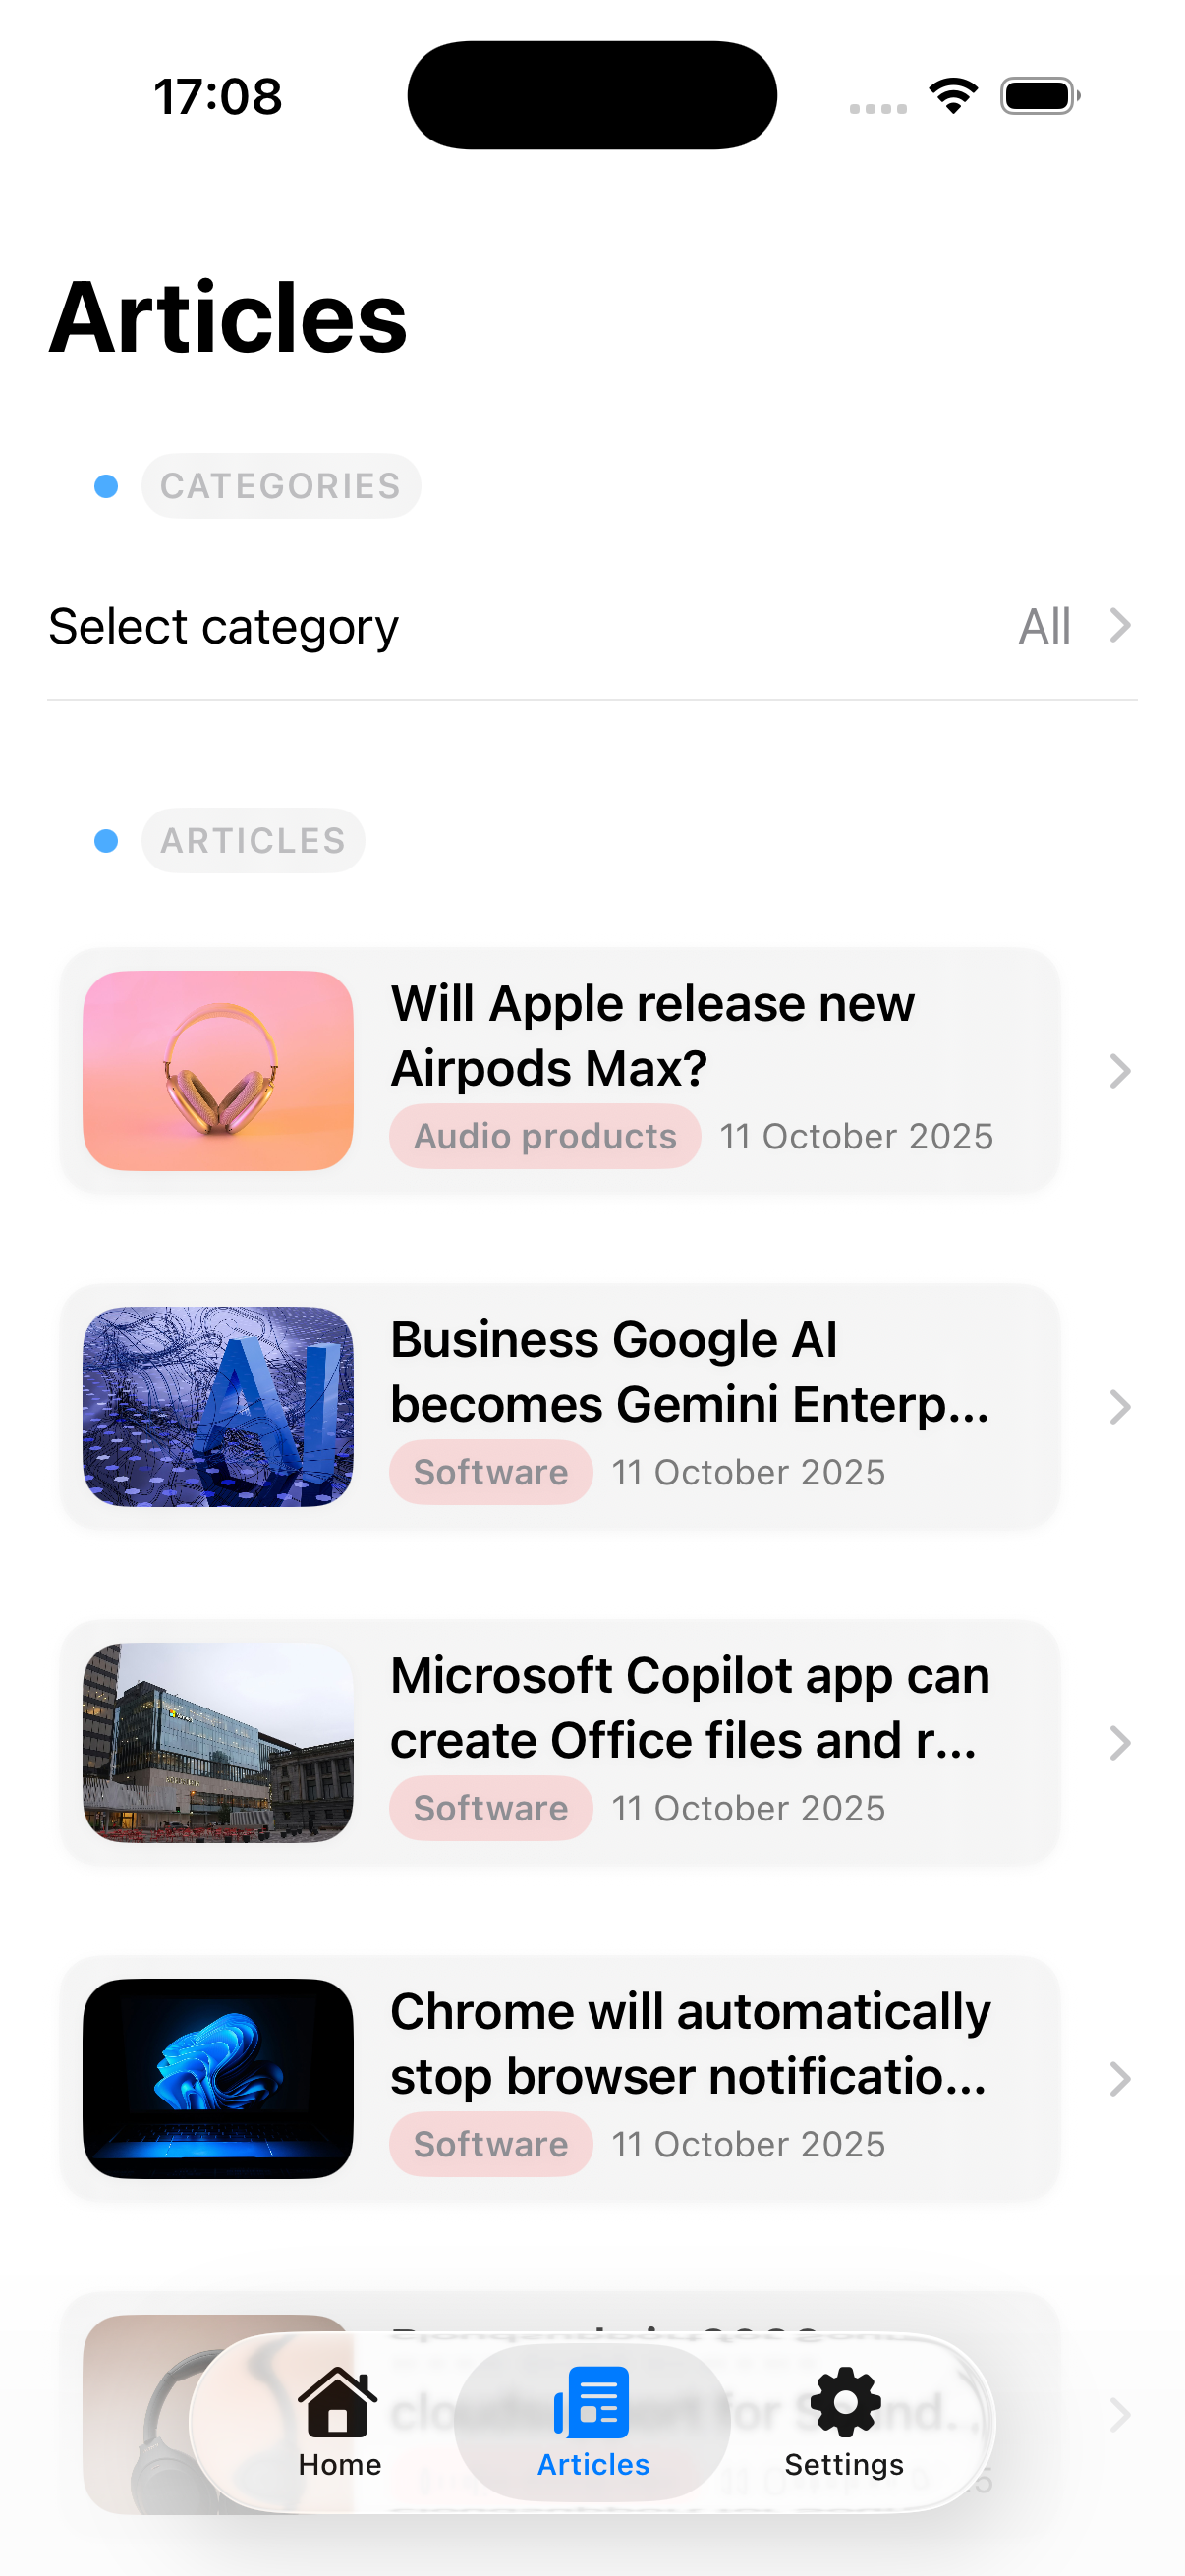 17:08
Articles
CATEGORIES
Select category
All
ARTICLES
Will Apple release new
Airpods Max?
Audio products
11 October 2025
Business Google AI
becomes Gemini Enterp...
Software
11 October 2025
Microsoft Copilot app can
create Office files and r...
Software
11 October 2025
Chrome will automatically
stop browser notificatio...
Software
11 October 2025
Home
Articles
Settings